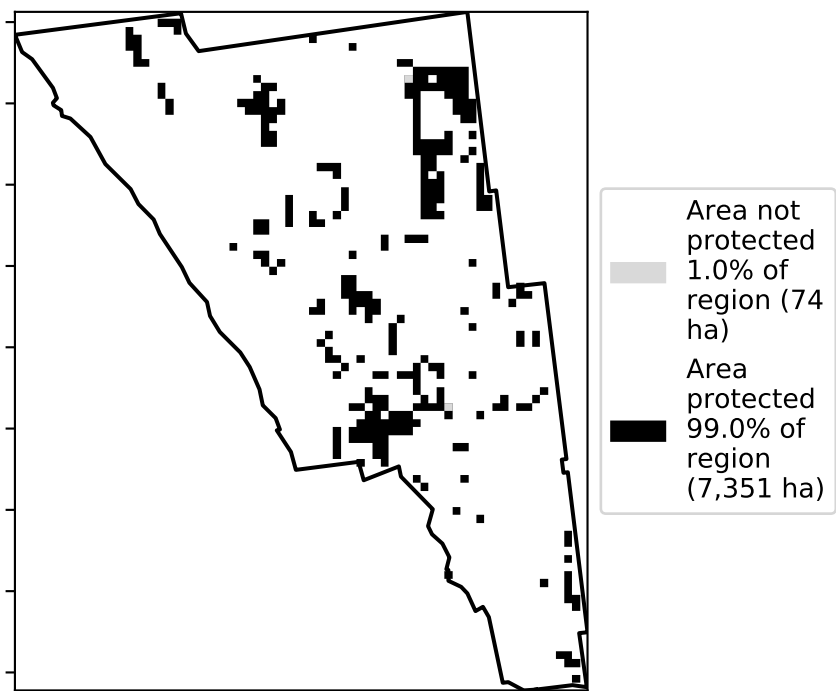 Area not
protected
1.0% of
region (74
ha)
Area
protected
99.0% of
region
(7,351 ha)